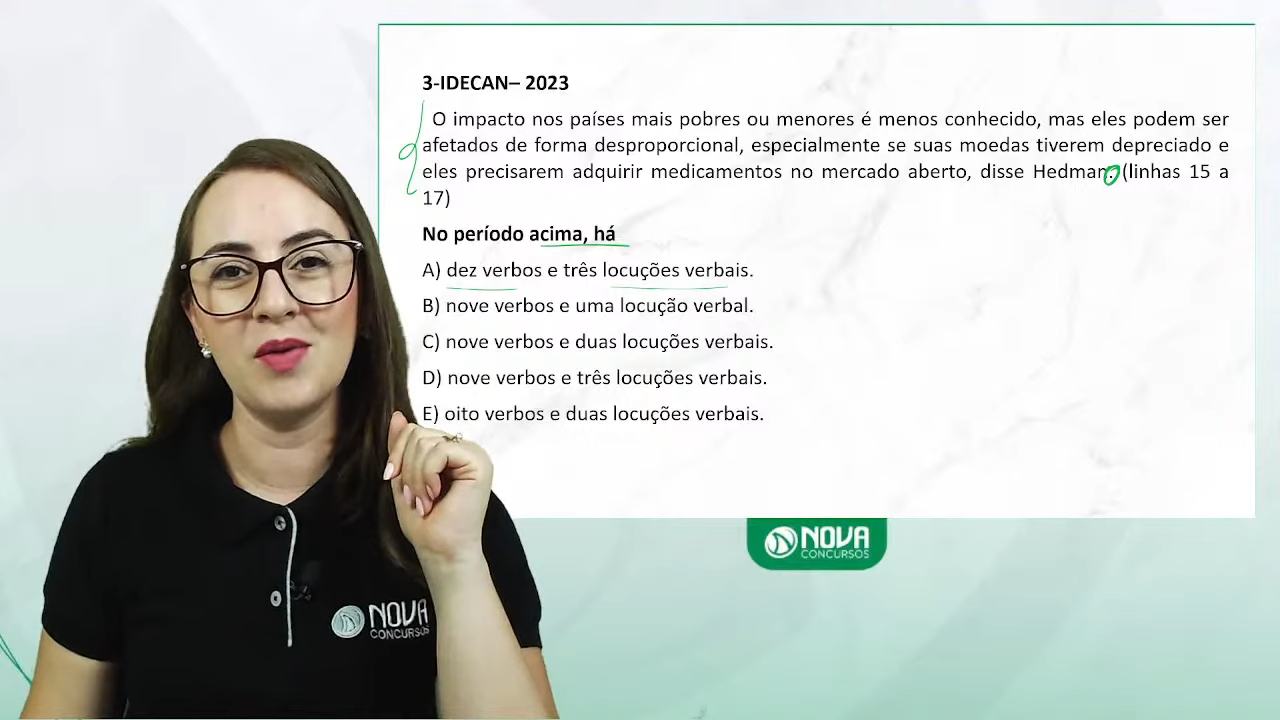 3-IDECAN– 2023
O impacto nos países mais pobres ou menores é menos conhecido, mas eles podem ser
afetados de forma desproporcional, especialmente se suas moedas tiverem depreciado e
eles precisarem adquirir medicamentos no mercado aberto, disse Hedman. (linhas 15 a
17)
No período acima, há
A) dez verbos e três locuções verbais.
B) nove verbos e uma locução verbal.
C) nove verbos e duas locuções verbais.
D) nove verbos e três locuções verbais.
E) oito verbos e duas locuções verbais.
NOVA
CONCURSOS
NOVA
CONCURSOS